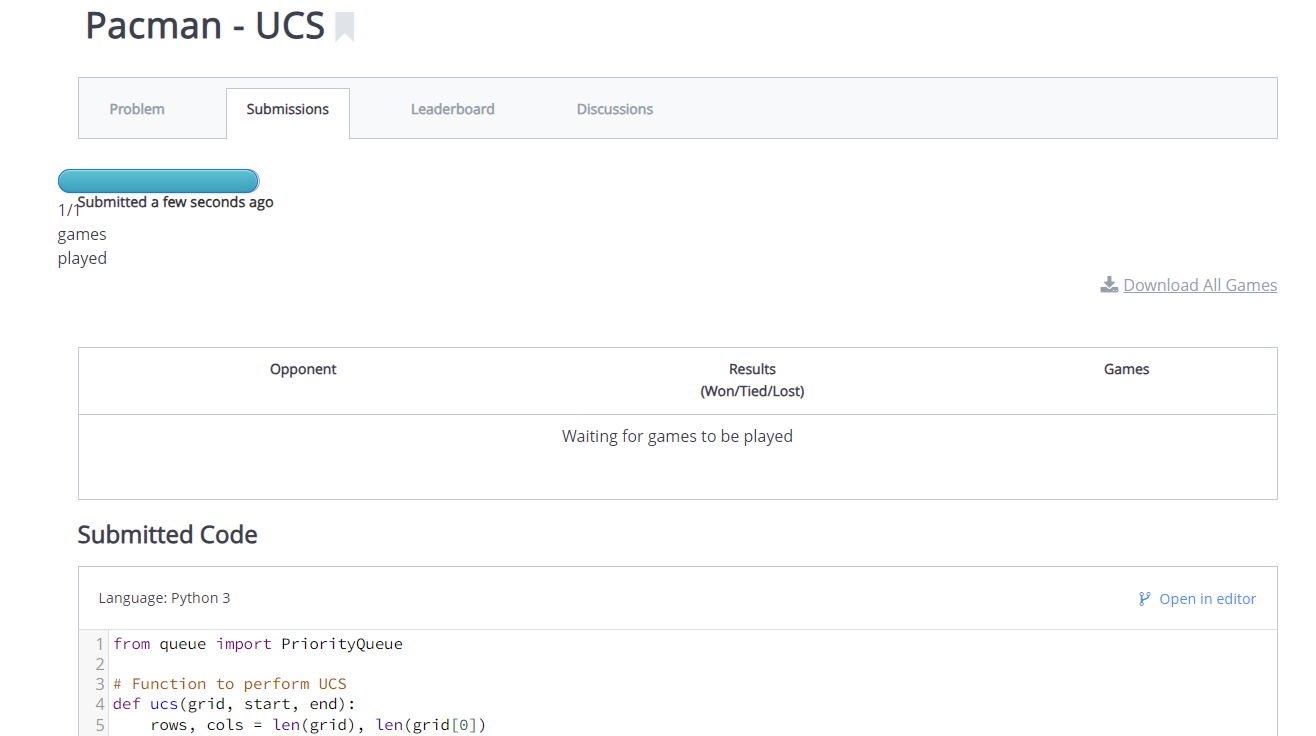 Pacman - UCS
Problem
Submissions
Leaderboard
Discussions
Submitted a few seconds ago
1/1
games
played
Download All Games
Opponent
Results
(Won/Tied/Lost)
Games
Waiting for games to be played
Submitted Code
Language: Python 3
Open in editor
1 from queue import PriorityQueue
2
3 # Function to perform UCS
4 def ucs(grid, start, end):
5     rows, cols = len(grid), len(grid[0])